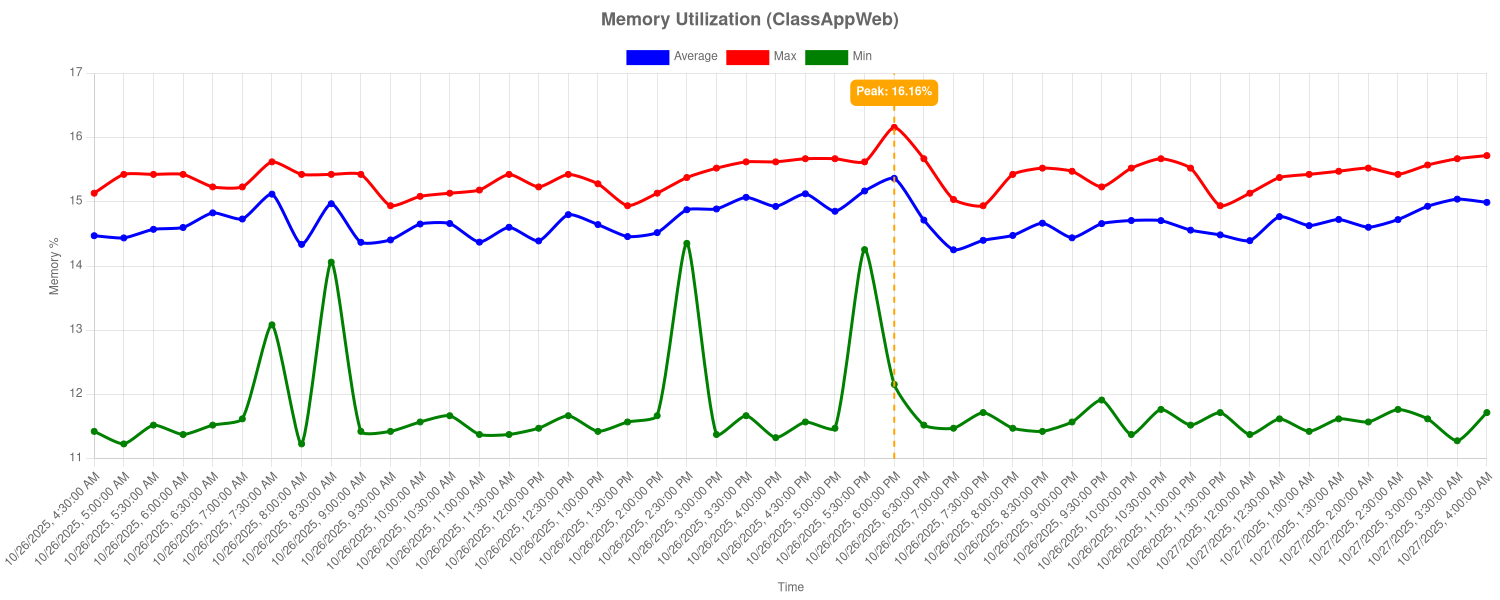 Memory Utilization (ClassAppWeb)
Average Max Min
Peak: 16.16%
17
16
15
14
13
12
11
Memory %
10/26/2025, 4:30:00 AM
10/26/2025, 5:00:00 AM
10/26/2025, 5:30:00 AM
10/26/2025, 6:00:00 AM
10/26/2025, 6:30:00 AM
10/26/2025, 7:00:00 AM
10/26/2025, 7:30:00 AM
10/26/2025, 8:00:00 AM
10/26/2025, 8:30:00 AM
10/26/2025, 9:00:00 AM
10/26/2025, 9:30:00 AM
10/26/2025, 10:00:00 AM
10/26/2025, 10:30:00 AM
10/26/2025, 11:00:00 AM
10/26/2025, 11:30:00 AM
10/26/2025, 12:00:00 PM
10/26/2025, 12:30:00 PM
10/26/2025, 1:00:00 PM
10/26/2025, 1:30:00 PM
10/26/2025, 2:00:00 PM
10/26/2025, 2:30:00 PM
10/26/2025, 3:00:00 PM
10/26/2025, 3:30:00 PM
10/26/2025, 4:00:00 PM
10/26/2025, 4:30:00 PM
10/26/2025, 5:00:00 PM
10/26/2025, 5:30:00 PM
10/26/2025, 6:00:00 PM
10/26/2025, 6:30:00 PM
10/26/2025, 7:00:00 PM
10/26/2025, 7:30:00 PM
10/26/2025, 8:00:00 PM
10/26/2025, 8:30:00 PM
10/26/2025, 9:00:00 PM
10/26/2025, 9:30:00 PM
10/26/2025, 10:00:00 PM
10/26/2025, 10:30:00 PM
10/26/2025, 11:00:00 PM
10/26/2025, 11:30:00 PM
10/27/2025, 12:00:00 AM
10/27/2025, 12:30:00 AM
10/27/2025, 1:00:00 AM
10/27/2025, 1:30:00 AM
10/27/2025, 2:00:00 AM
10/27/2025, 2:30:00 AM
10/27/2025, 3:00:00 AM
10/27/2025, 3:30:00 AM
10/27/2025, 4:00:00 AM
Time